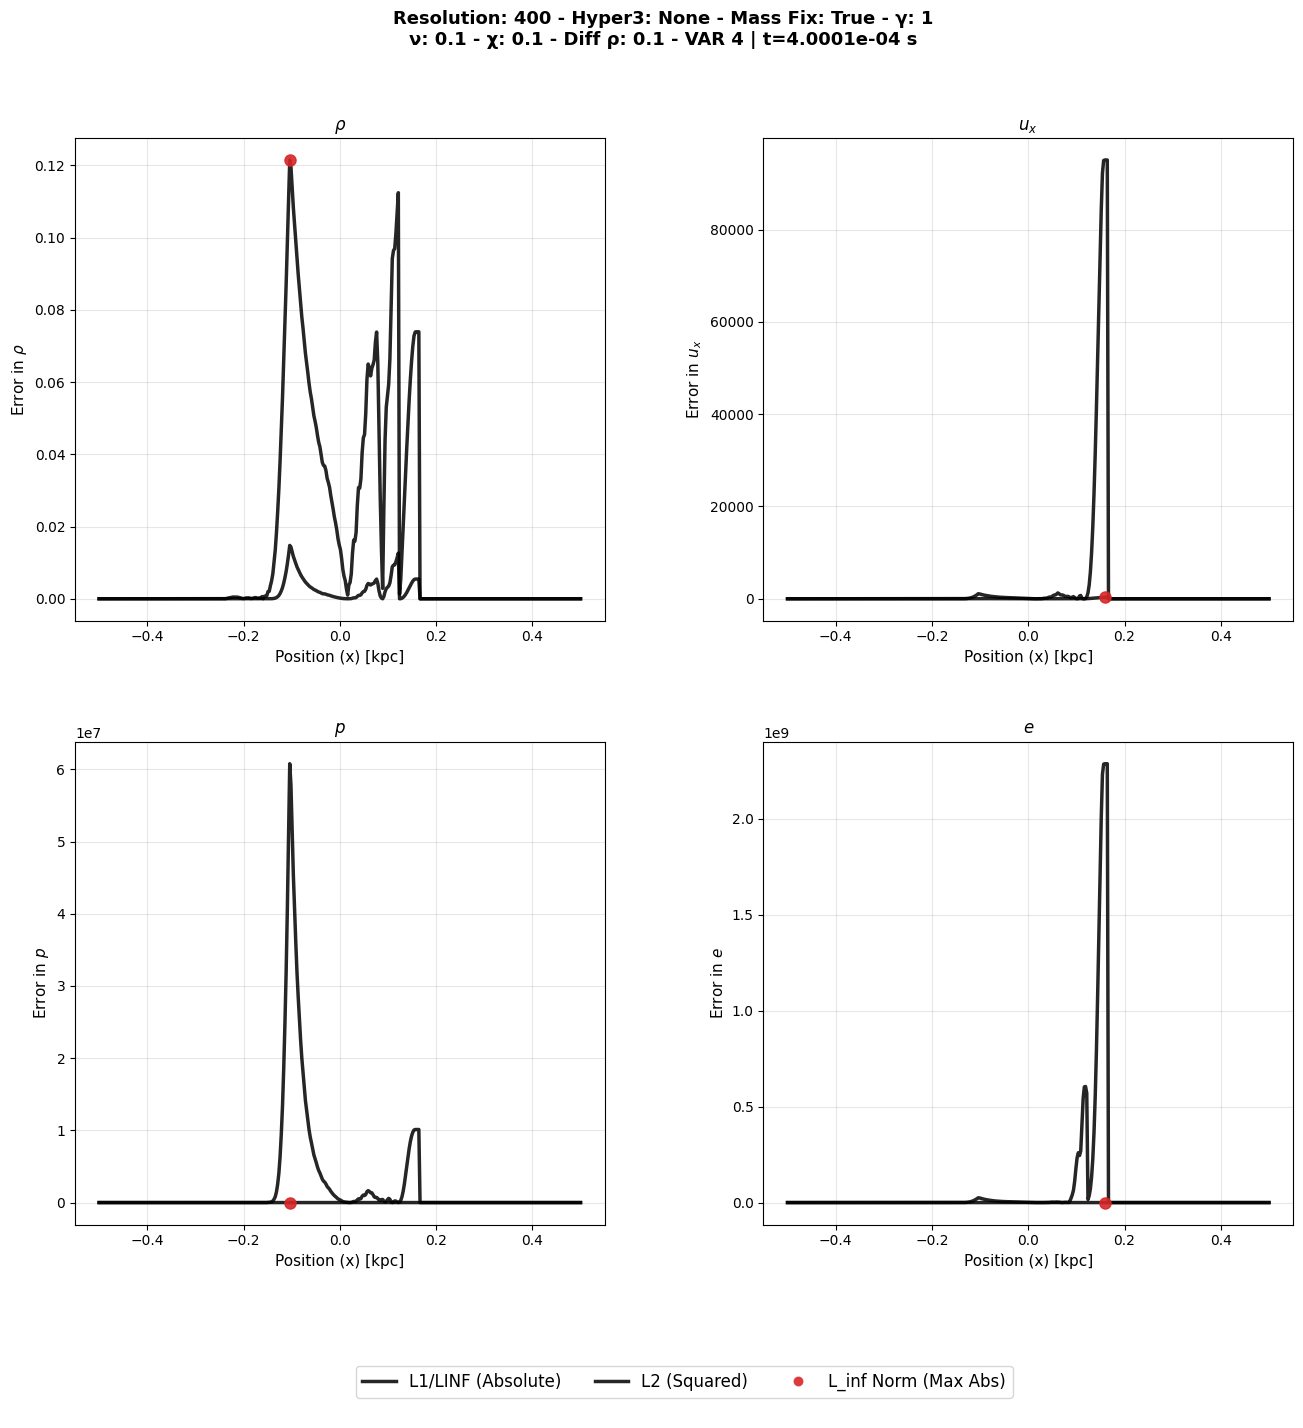 Resolution: 400 - Hyper3: None - Mass Fix: True - γ: 1
ν: 0.1 - χ: 0.1 - Diff ρ: 0.1 - VAR 4 | t=4.0001e-04 s
ρ
Error in ρ
0.12
0.10
0.08
0.06
0.04
0.02
0.00
−0.4 −0.2 0.0 0.2 0.4
Position (x) [kpc]
u_x
Error in u_x
80000
60000
40000
20000
0
−0.4 −0.2 0.0 0.2 0.4
Position (x) [kpc]
p
1e7
Error in p
6
5
4
3
2
1
0
−0.4 −0.2 0.0 0.2 0.4
Position (x) [kpc]
e
1e9
Error in e
2.0
1.5
1.0
0.5
0.0
−0.4 −0.2 0.0 0.2 0.4
Position (x) [kpc]
L1/LINF (Absolute) L2 (Squared) L_inf Norm (Max Abs)